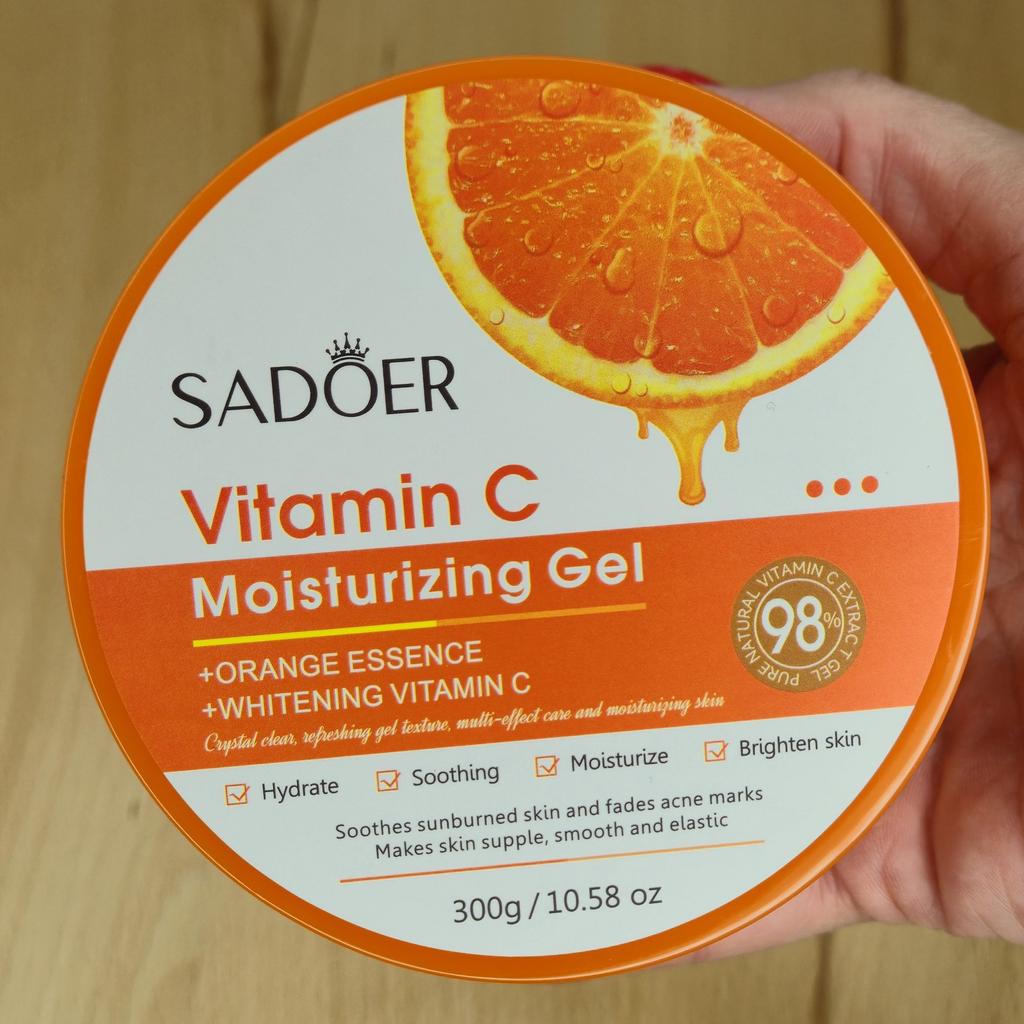 SADOER
Vitamin C
Moisturizing Gel
+ORANGE ESSENCE
+WHITENING VITAMIN C
Crystal clear, refreshing gel texture, multi-effect care and moisturizing skin
PURE NATURAL VITAMIN C EXTRACT GEL
98%
Hydrate Soothing Moisturize Brighten skin
Soothes sunburned skin and fades acne marks
Makes skin supple, smooth and elastic
300g / 10.58 oz